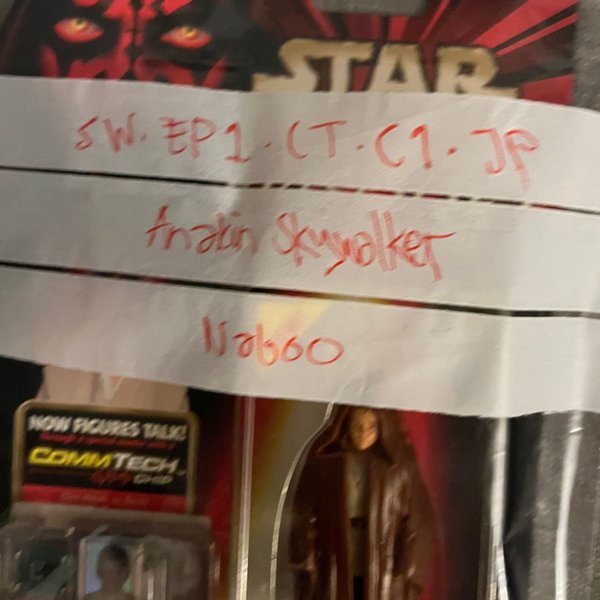 STAR
SW. EP1. CT. C1. JP
Anakin Skywalker
Naboo
NOW FIGURES TALK!
COMMTECH
CHIP